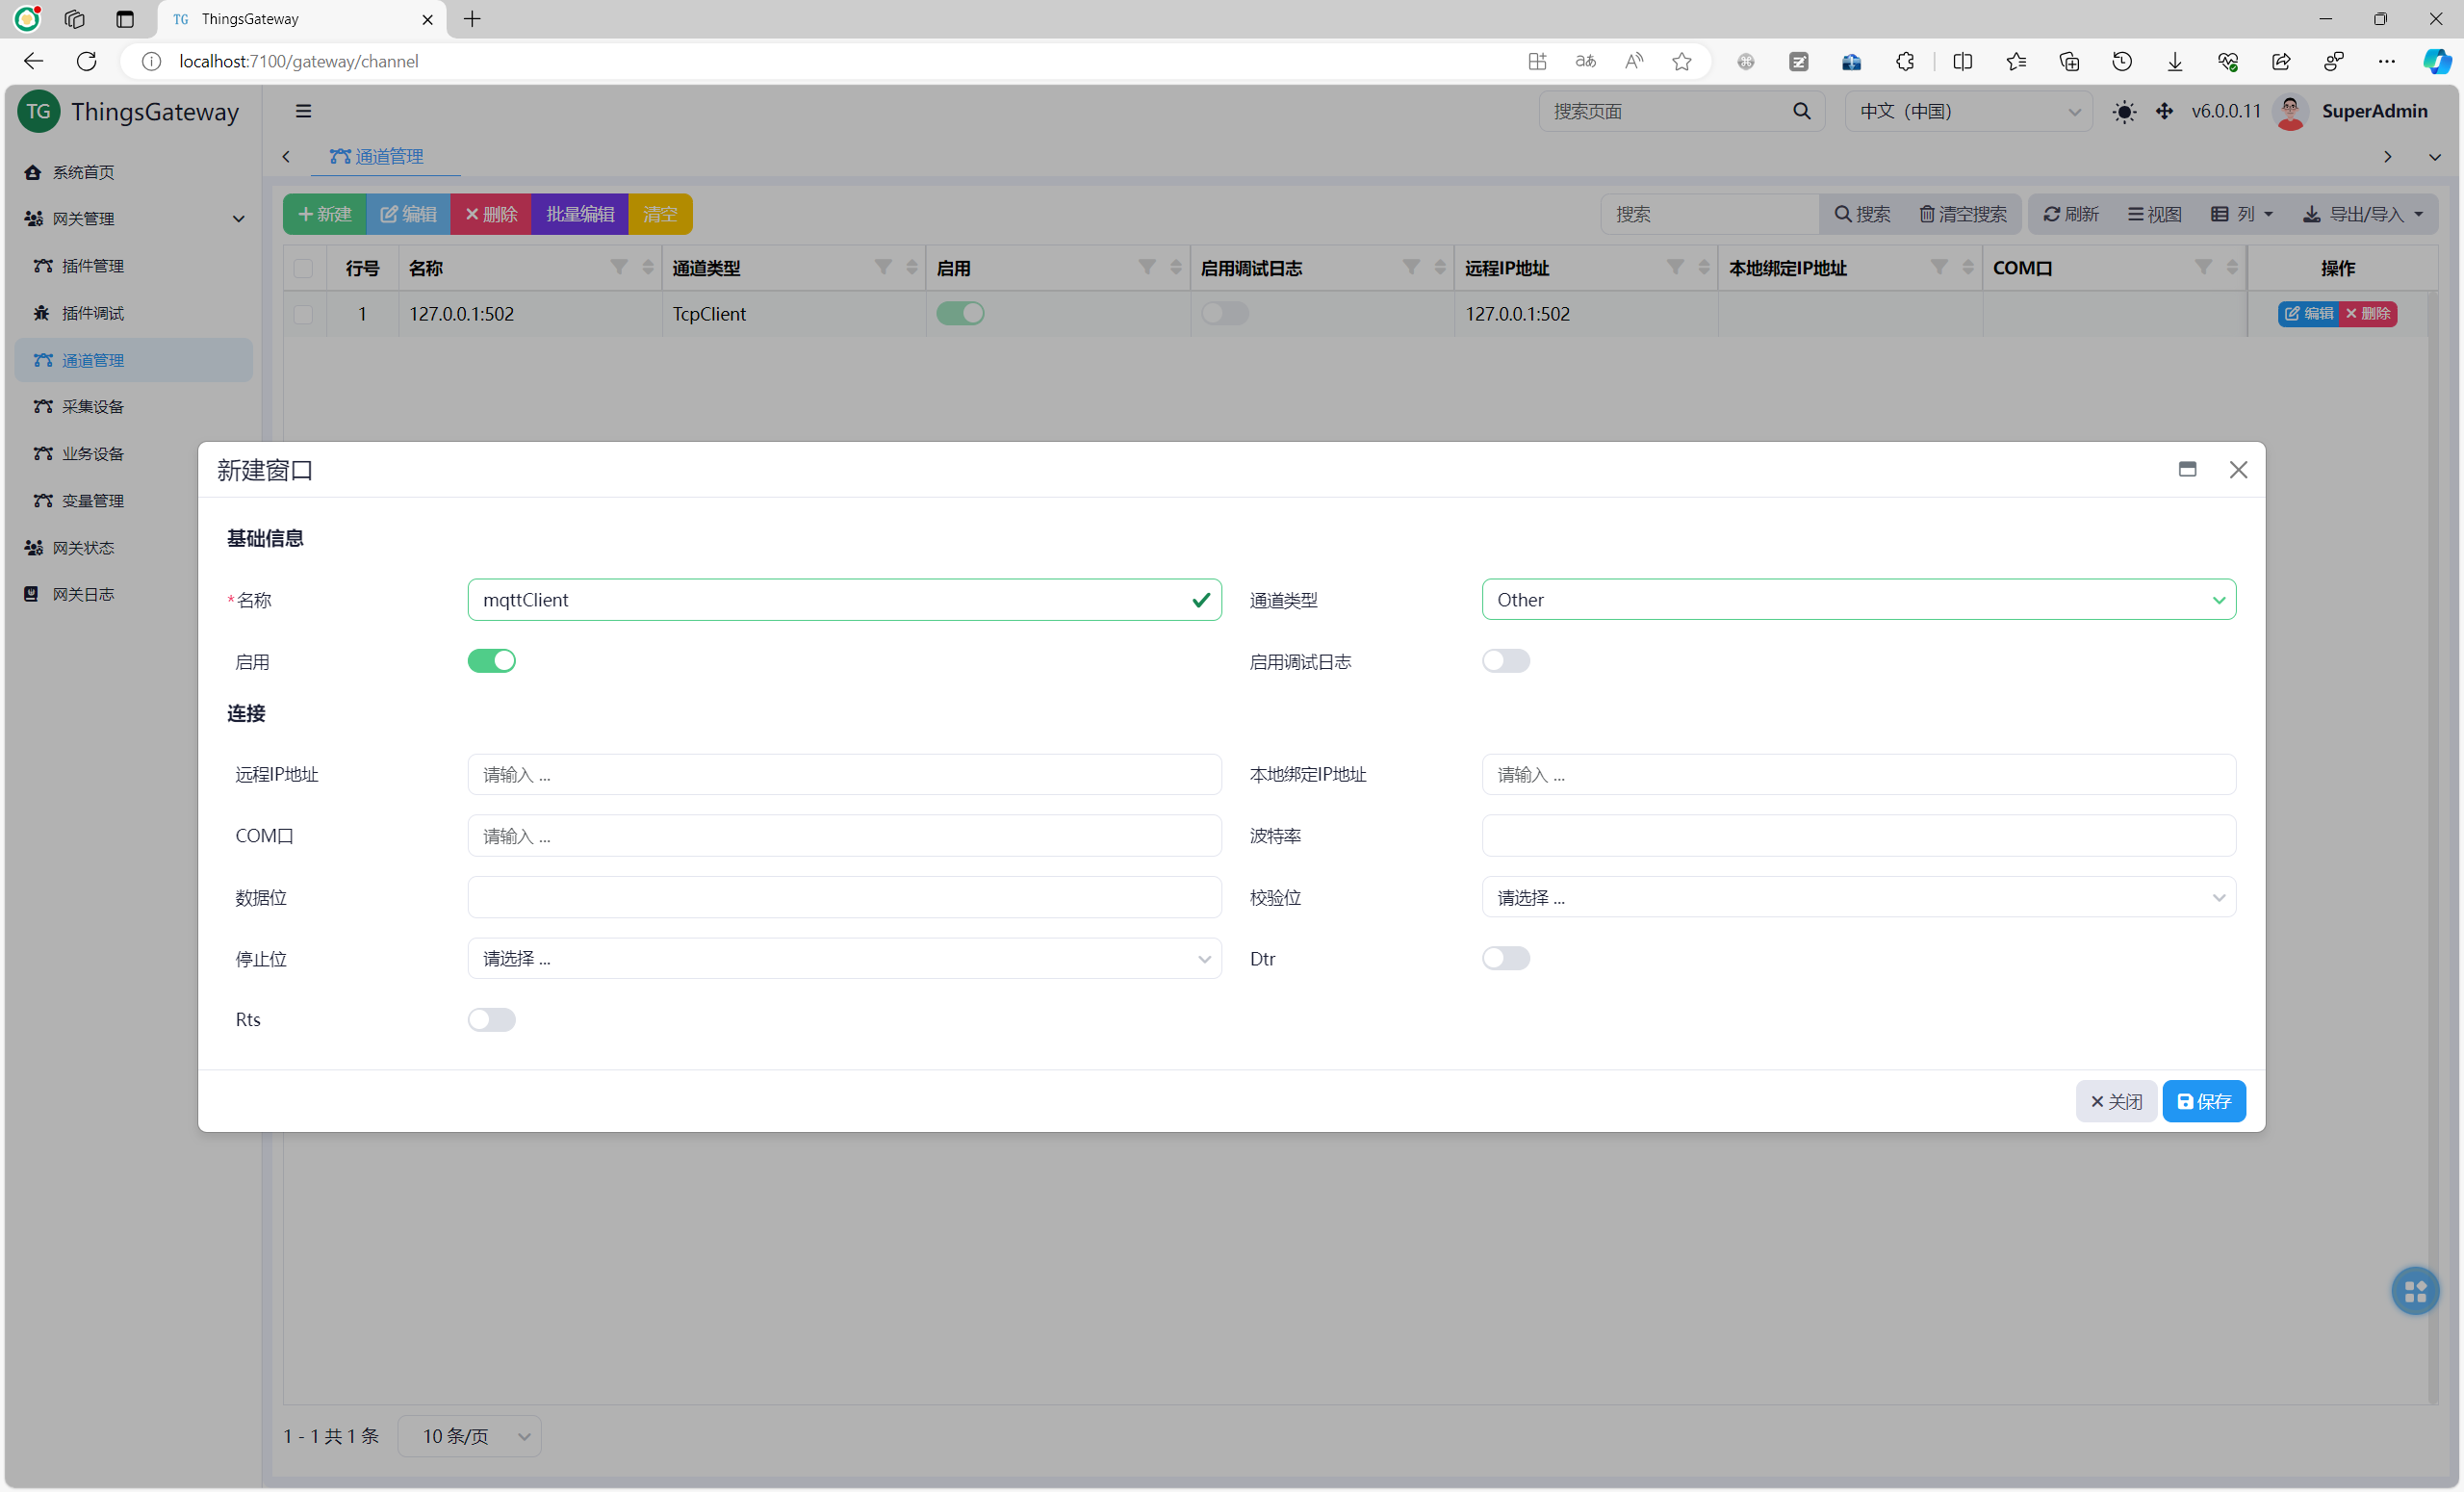 TG ThingsGateway
localhost:7100/gateway/channel
TG ThingsGateway
搜索页面
中文 (中国)
v6.0.0.11
SuperAdmin
系统首页
网关管理
插件管理
插件调试
通道管理
采集设备
业务设备
变量管理
网关状态
网关日志
通道管理
新建 编辑 删除 批量编辑 清空
搜索 搜索 清空搜索 刷新 视图 列 导出/导入
行号 名称 通道类型 启用 启用调试日志 远程IP地址 本地绑定IP地址 COM口 操作
1 127.0.0.1:502 TcpClient 127.0.0.1:502 编辑 删除
新建窗口
基础信息
*名称 mqttClient 通道类型 Other
启用 启用调试日志
连接
远程IP地址 请输入 ... 本地绑定IP地址 请输入 ...
COM口 请输入 ... 波特率
数据位 校验位 请选择 ...
停止位 请选择 ... Dtr
Rts
关闭 保存
1 - 1 共 1 条 10 条/页